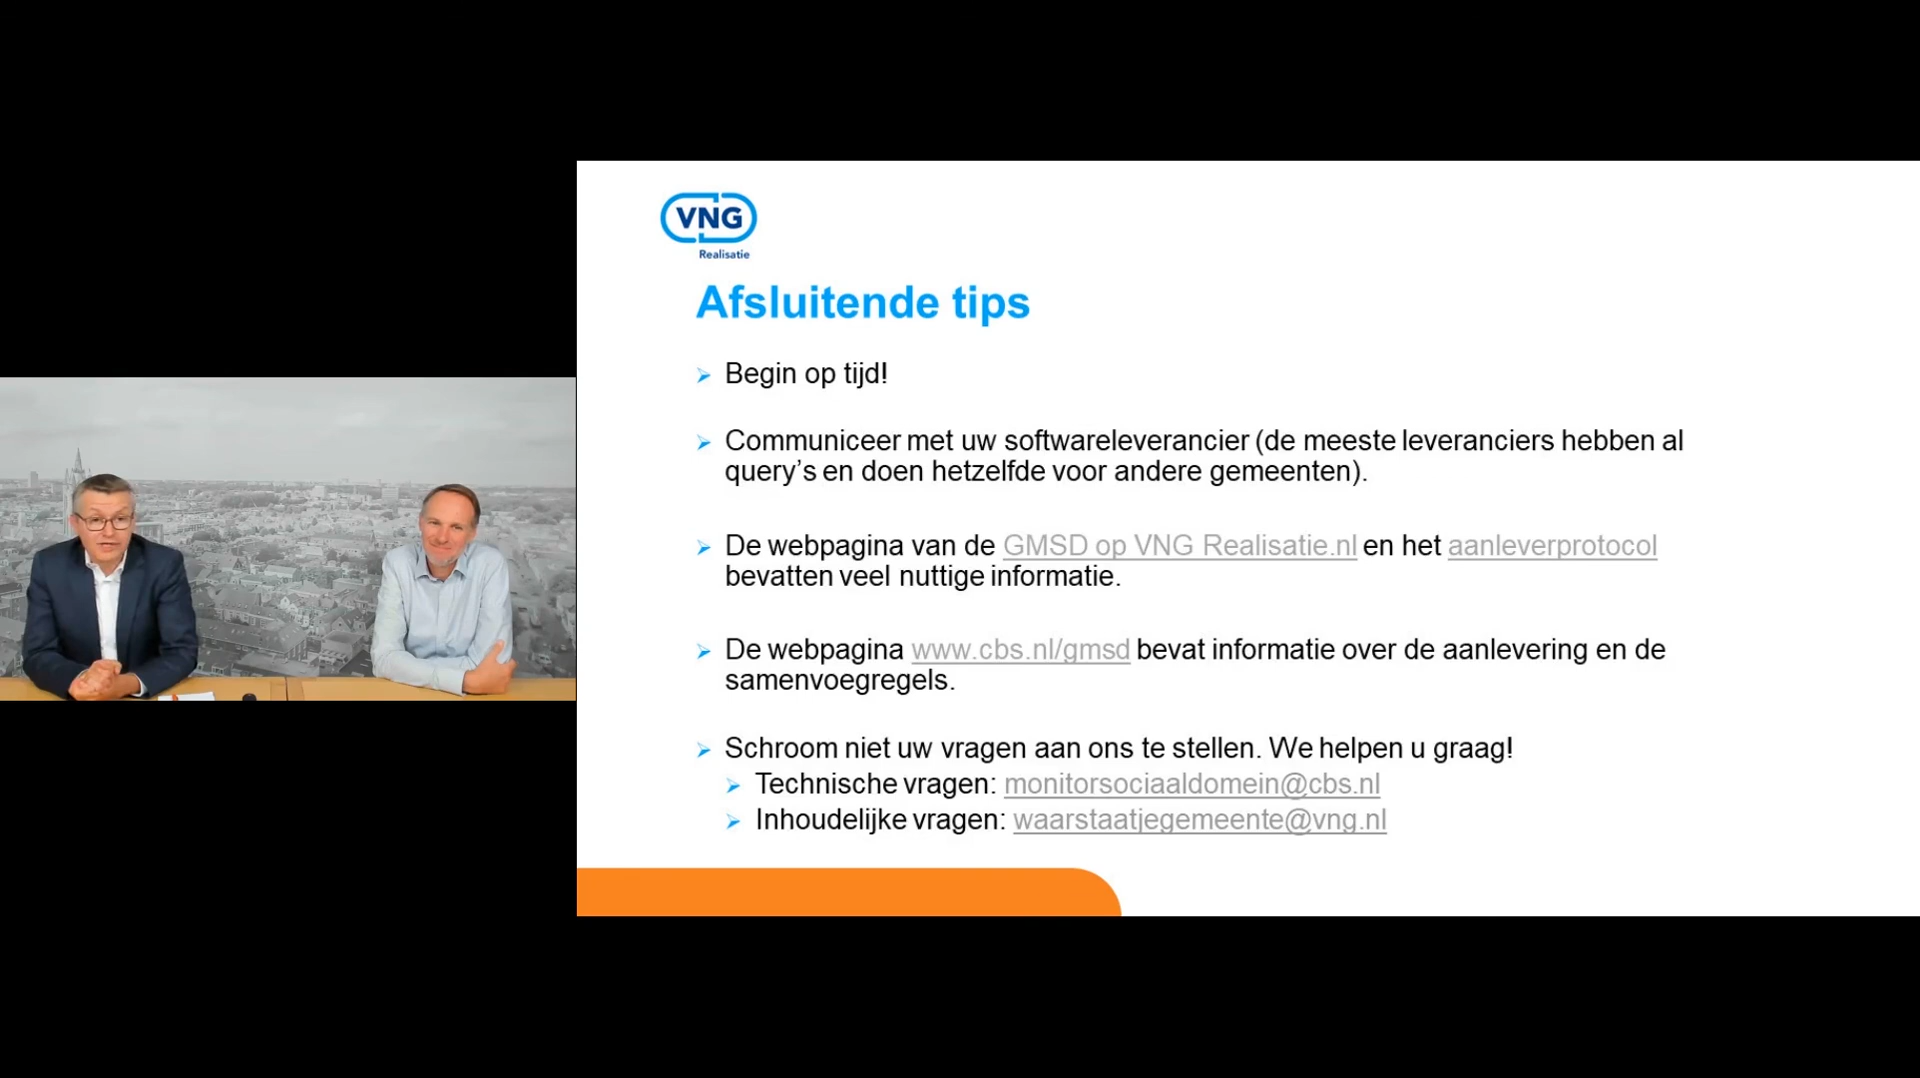 VNG
Realisatie
Afsluitende tips
Begin op tijd!
Communiceer met uw softwareleverancier (de meeste leveranciers hebben al
query's en doen hetzelfde voor andere gemeenten).
De webpagina van de GMSD op VNG Realisatie.nl en het aanleverprotocol
bevatten veel nuttige informatie.
De webpagina www.cbs.nl/gmsd bevat informatie over de aanlevering en de
samenvoegregels.
Schroom niet uw vragen aan ons te stellen. We helpen u graag!
Technische vragen: monitorsociaaldomein@cbs.nl
Inhoudelijke vragen: waarstaatjegemeente@vng.nl